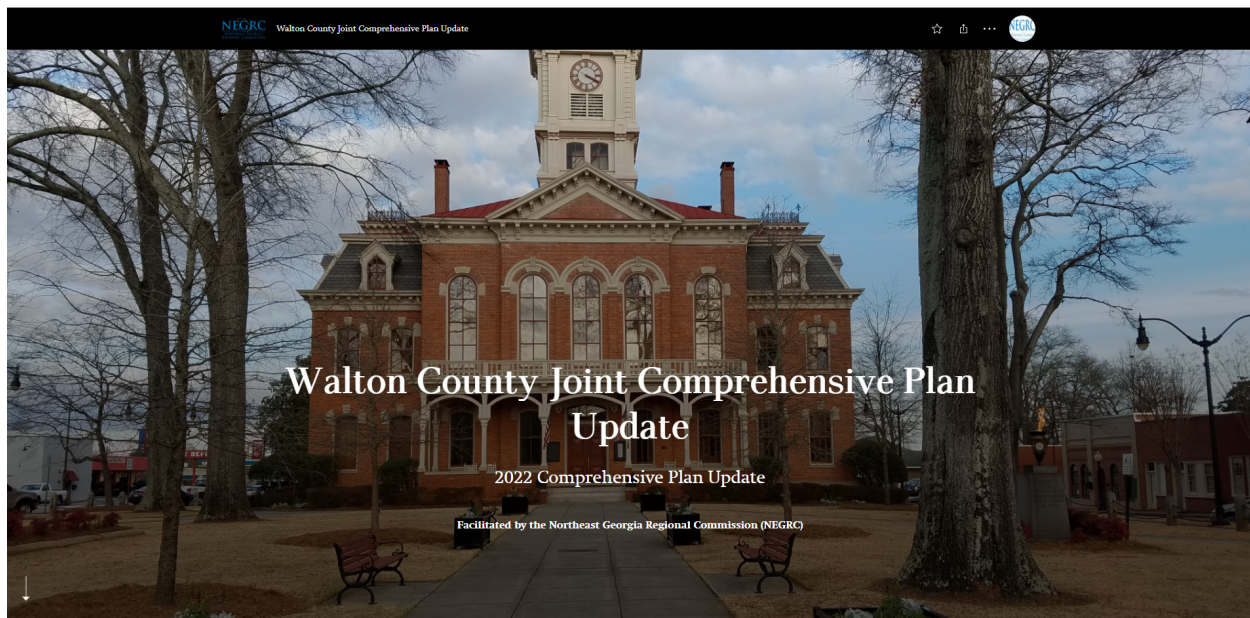 NEGRC
Walton County Joint Comprehensive Plan Update
NEGRC
Walton County Joint Comprehensive Plan
Update
2022 Comprehensive Plan Update
Facilitated by the Northeast Georgia Regional Commission (NEGRC)